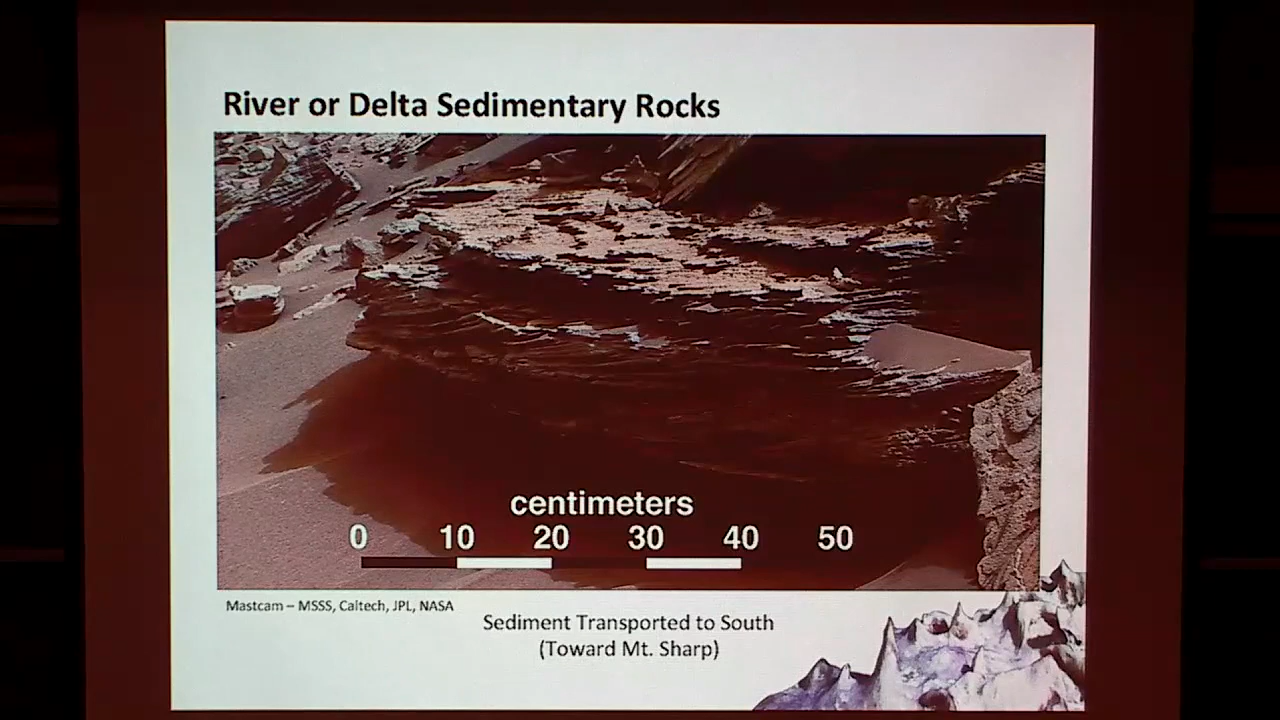 River or Delta Sedimentary Rocks
centimeters
0 10 20 30 40 50
Mastcam – MSSS, Caltech, JPL, NASA
Sediment Transported to South
(Toward Mt. Sharp)